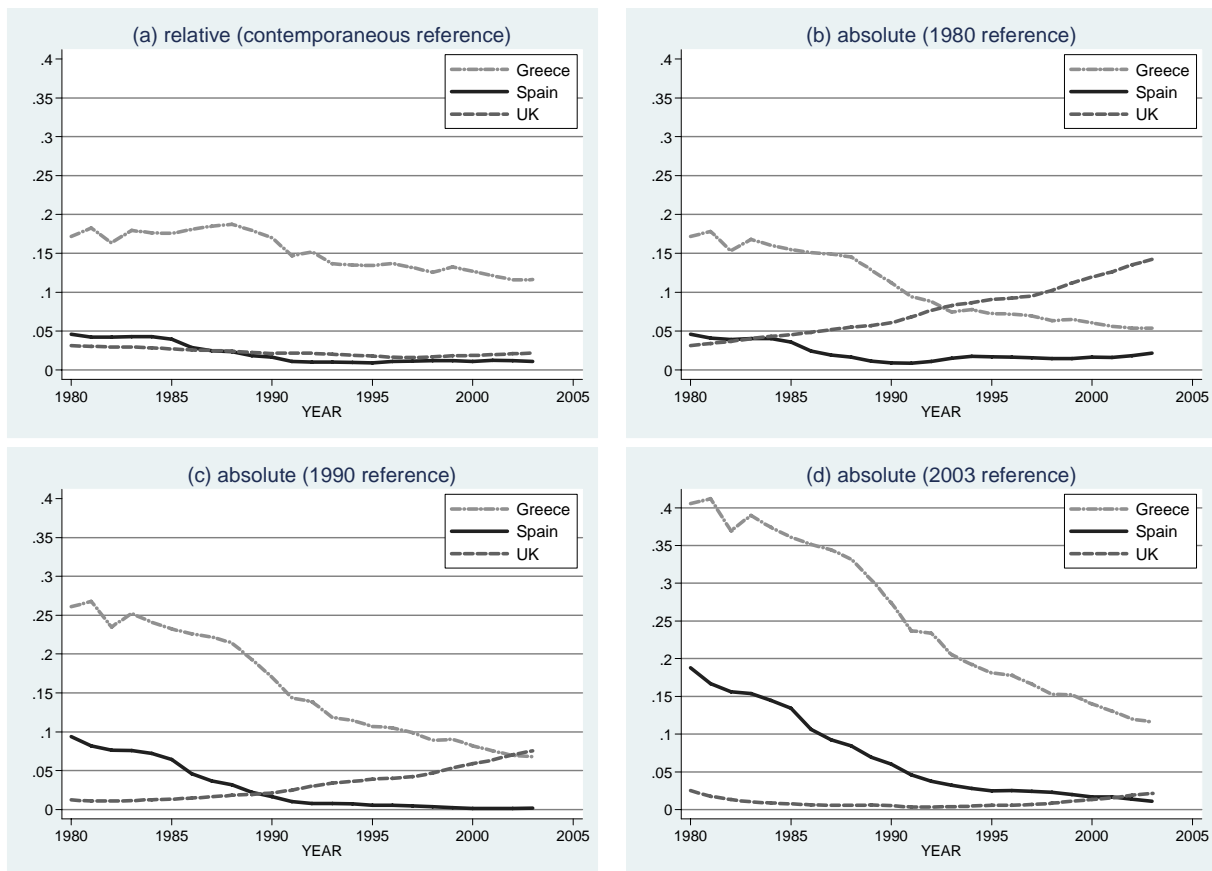 (a) relative (contemporaneous reference)
.4
.35
.3
.25
.2
.15
.1
.05
0
Greece
Spain
UK
1980 1985 1990 1995 2000 2005
YEAR
(b) absolute (1980 reference)
.4
.35
.3
.25
.2
.15
.1
.05
0
Greece
Spain
UK
1980 1985 1990 1995 2000 2005
YEAR
(c) absolute (1990 reference)
.4
.35
.3
.25
.2
.15
.1
.05
0
Greece
Spain
UK
1980 1985 1990 1995 2000 2005
YEAR
(d) absolute (2003 reference)
.4
.35
.3
.25
.2
.15
.1
.05
0
Greece
Spain
UK
1980 1985 1990 1995 2000 2005
YEAR